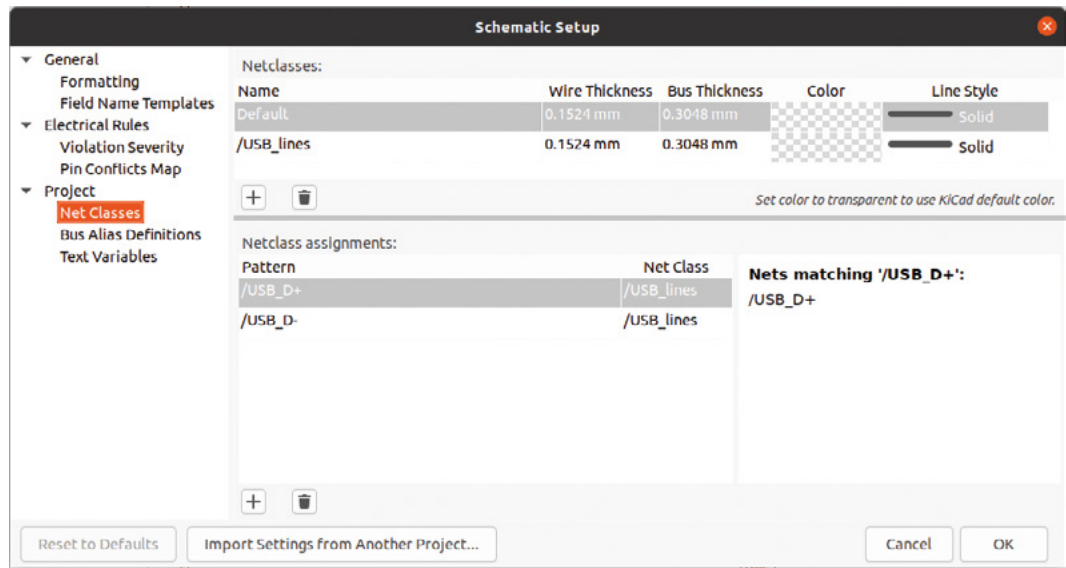 Schematic Setup
General
Formatting
Field Name Templates
Electrical Rules
Violation Severity
Pin Conflicts Map
Project
Net Classes
Bus Alias Definitions
Text Variables
Netclasses:
Name Wire Thickness Bus Thickness Color Line Style
Default 0.1524 mm 0.3048 mm Solid
/USB_lines 0.1524 mm 0.3048 mm Solid
Set color to transparent to use KiCad default color.
Netclass assignments:
Pattern Net Class
/USB_D+ /USB_lines
/USB_D- /USB_lines
Nets matching '/USB_D+':
/USB_D+
Reset to Defaults Import Settings from Another Project... Cancel OK